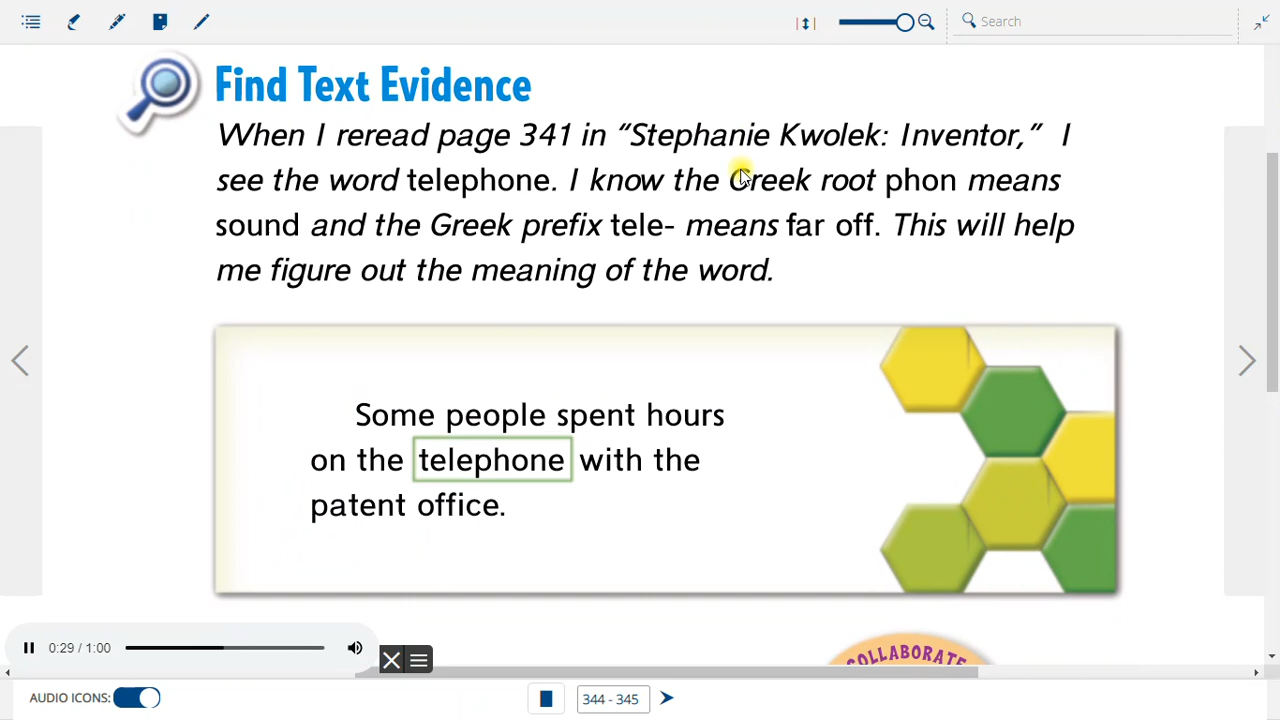 Search
Find Text Evidence
When I reread page 341 in “Stephanie Kwolek: Inventor,” I
see the word telephone. I know the Greek root phon means
sound and the Greek prefix tele- means far off. This will help
me figure out the meaning of the word.
Some people spent hours
on the telephone with the
patent office.
COLLABORATE
0:29 / 1:00
AUDIO ICONS:
344 - 345